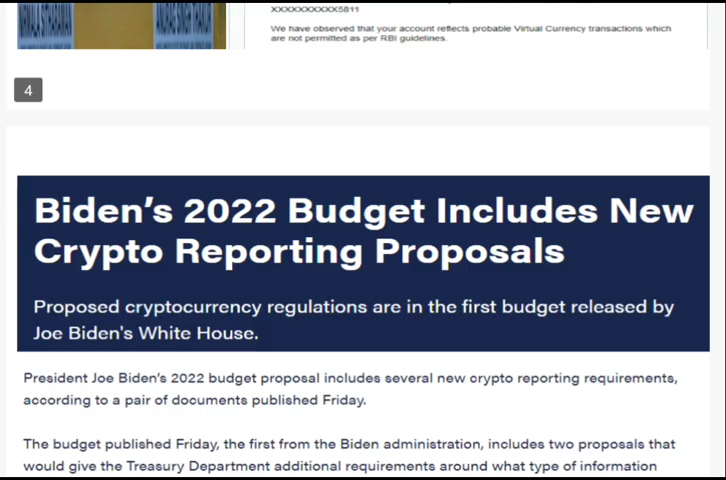 XXXXXXXXXX5811
We have observed that your account reflects probable Virtual Currency transactions which
are not permitted as per RBI guidelines.
4
Biden's 2022 Budget Includes New
Crypto Reporting Proposals
Proposed cryptocurrency regulations are in the first budget released by
Joe Biden's White House.
President Joe Biden's 2022 budget proposal includes several new crypto reporting requirements,
according to a pair of documents published Friday.
The budget published Friday, the first from the Biden administration, includes two proposals that
would give the Treasury Department additional requirements around what type of information